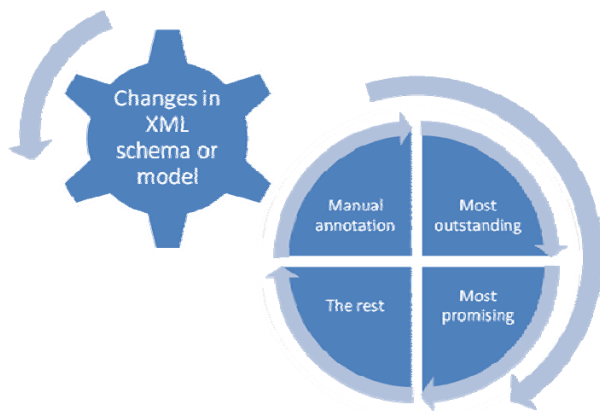 Changes in
XML
schema or
model
Manual
annotation
Most
outstanding
The rest
Most
promising